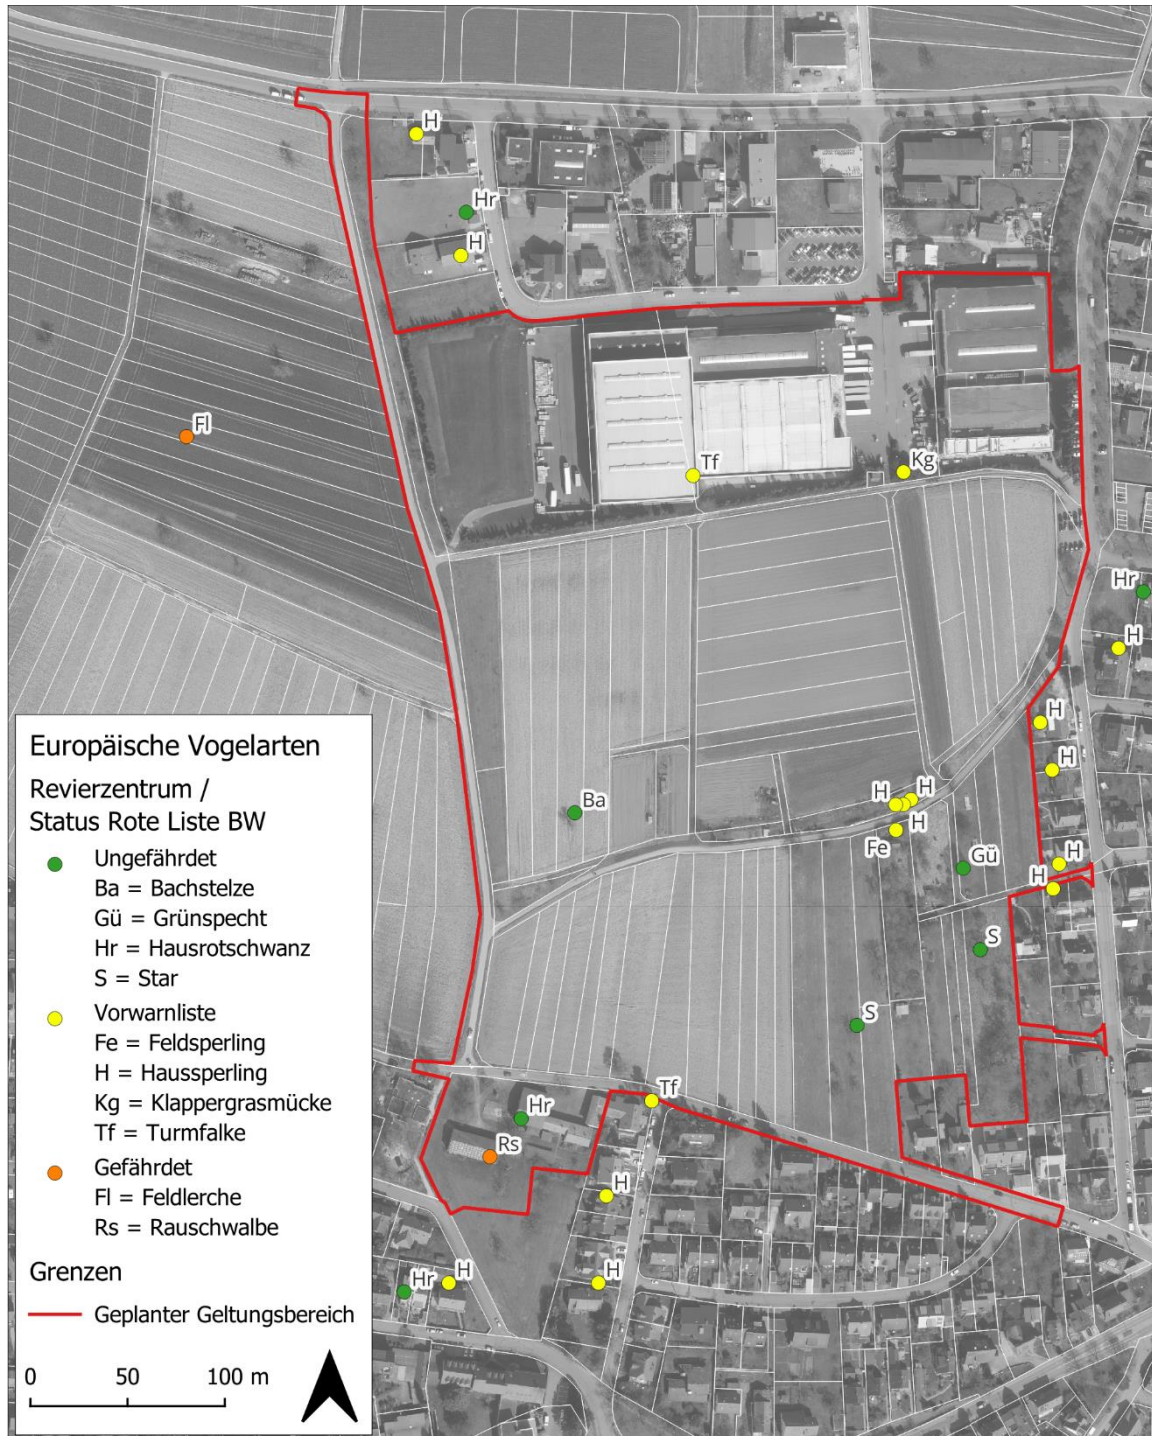 H
Hr
H
Fl
Tf
Kg
Hr
H
H
H
Ba
H
H
H
Fe
Gü
H
H
S
S
Tf
Hr
Rs
H
H
H
Hr
Europäische Vogelarten
Revierzentrum /
Status Rote Liste BW
Ungefährdet
Ba = Bachstelze
Gü = Grünspecht
Hr = Hausrotschwanz
S = Star
Vorwarnliste
Fe = Feldsperling
H = Haussperling
Kg = Klappergrasmücke
Tf = Turmfalke
Gefährdet
Fl = Feldlerche
Rs = Rauschwalbe
Grenzen
Geplanter Geltungsbereich
0 50 100 m